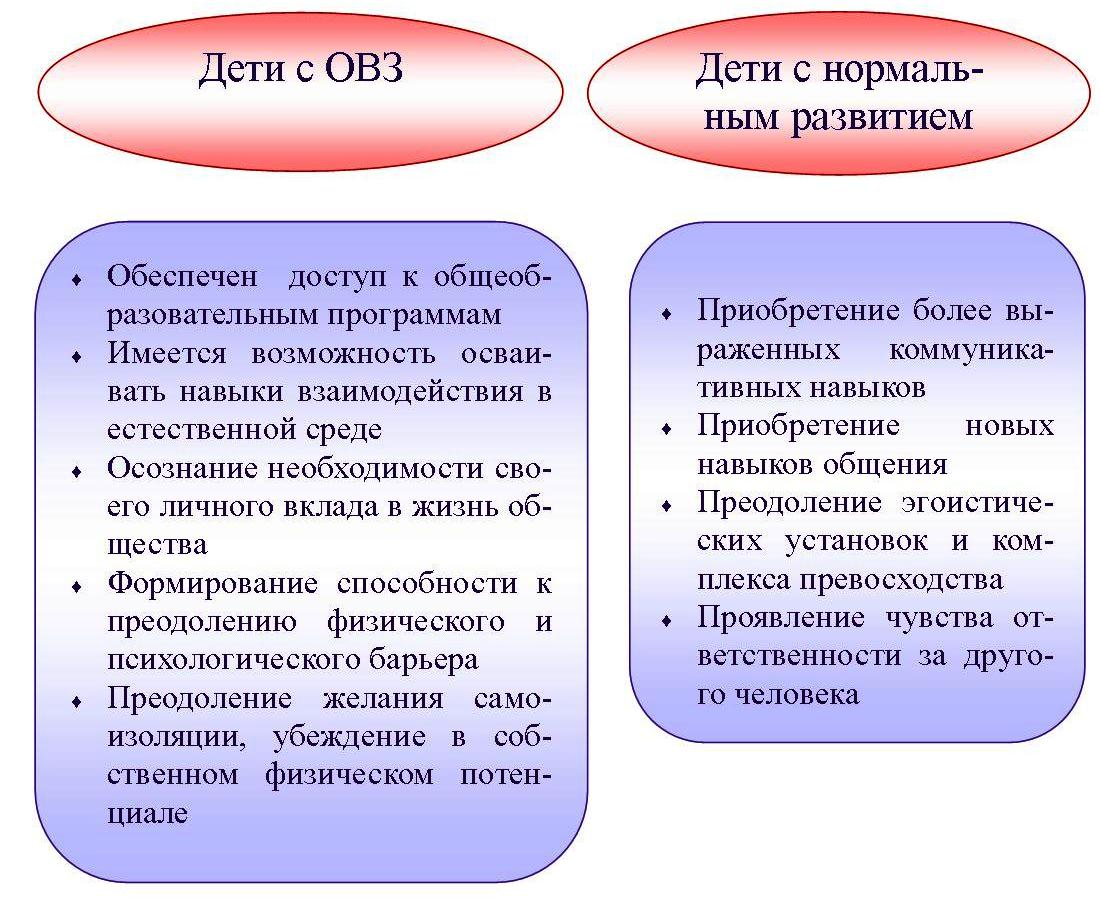 Дети с ОВЗ
Дети с нормаль-
ным развитием
Обеспечен доступ к общеоб-
разовательным программам
Имеется возможность осваи-
вать навыки взаимодействия в
естественной среде
Осознание необходимости сво-
его личного вклада в жизнь об-
щества
Формирование способности к
преодолению физического и
психологического барьера
Преодоление желания само-
изоляции, убеждение в соб-
ственном физическом потен-
циале
Приобретение более вы-
раженных коммуника-
тивных навыков
Приобретение новых
навыков общения
Преодоление эгоистиче-
ских установок и ком-
плекса превосходства
Проявление чувства от-
ветственности за друго-
го человека